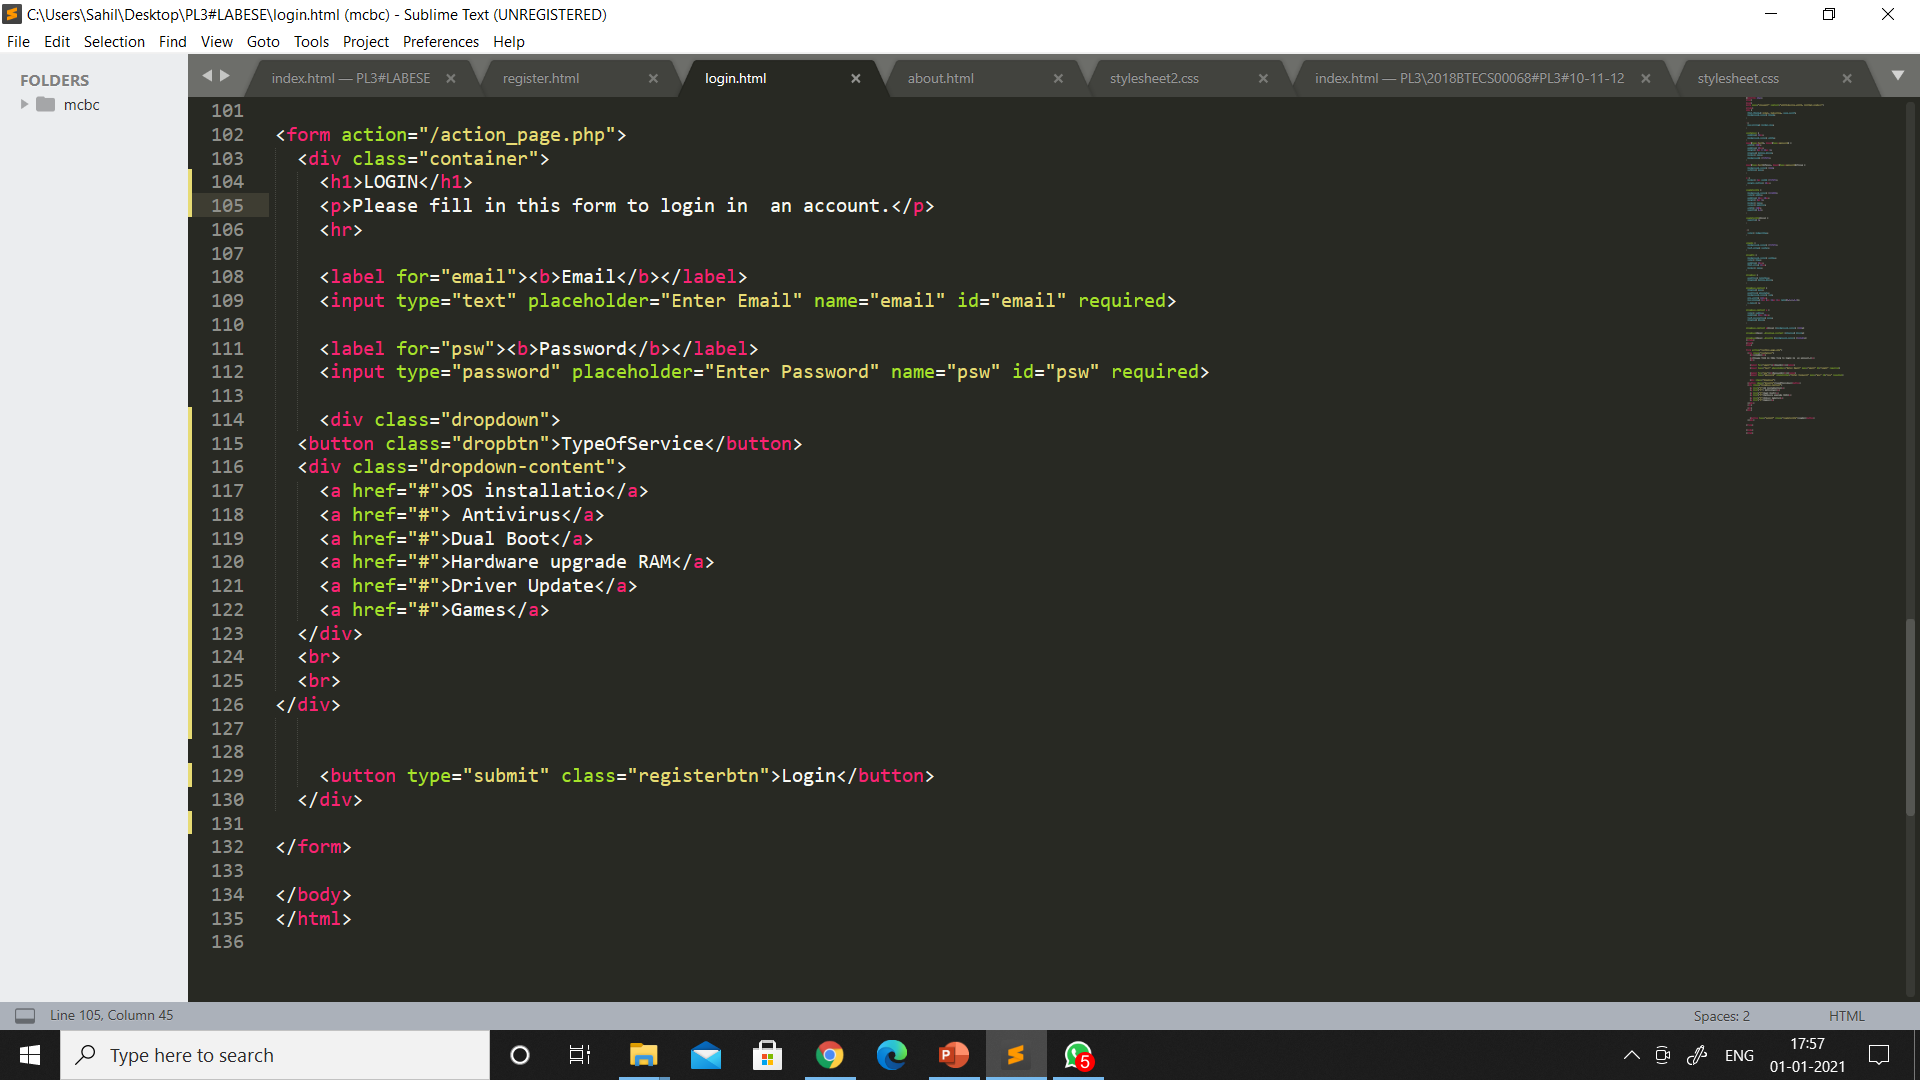 C:\Users\Sahil\Desktop\PL3#LABESE\login.html (mcbc) - Sublime Text (UNREGISTERED)
File Edit Selection Find View Goto Tools Project Preferences Help
FOLDERS
mcbc
index.html — PL3#LABESE register.html login.html about.html stylesheet2.css index.html — PL3\2018BTECS00068#PL3#10-11-12 stylesheet.css
101
102 <form action="/action_page.php">
103 <div class="container">
104 <h1>LOGIN</h1>
105 <p>Please fill in this form to login in  an account.</p>
106 <hr>
107
108 <label for="email"><b>Email</b></label>
109 <input type="text" placeholder="Enter Email" name="email" id="email" required>
110
111 <label for="psw"><b>Password</b></label>
112 <input type="password" placeholder="Enter Password" name="psw" id="psw" required>
113
114 <div class="dropdown">
115 <button class="dropbtn">TypeOfService</button>
116 <div class="dropdown-content">
117 <a href="#">OS installatio</a>
118 <a href="#"> Antivirus</a>
119 <a href="#">Dual Boot</a>
120 <a href="#">Hardware upgrade RAM</a>
121 <a href="#">Driver Update</a>
122 <a href="#">Games</a>
123 </div>
124 <br>
125 <br>
126 </div>
127
128
129 <button type="submit" class="registerbtn">Login</button>
130 </div>
131
132 </form>
133
134 </body>
135 </html>
136
Line 105, Column 45 Spaces: 2 HTML
Type here to search
5
ENG
17:57
01-01-2021